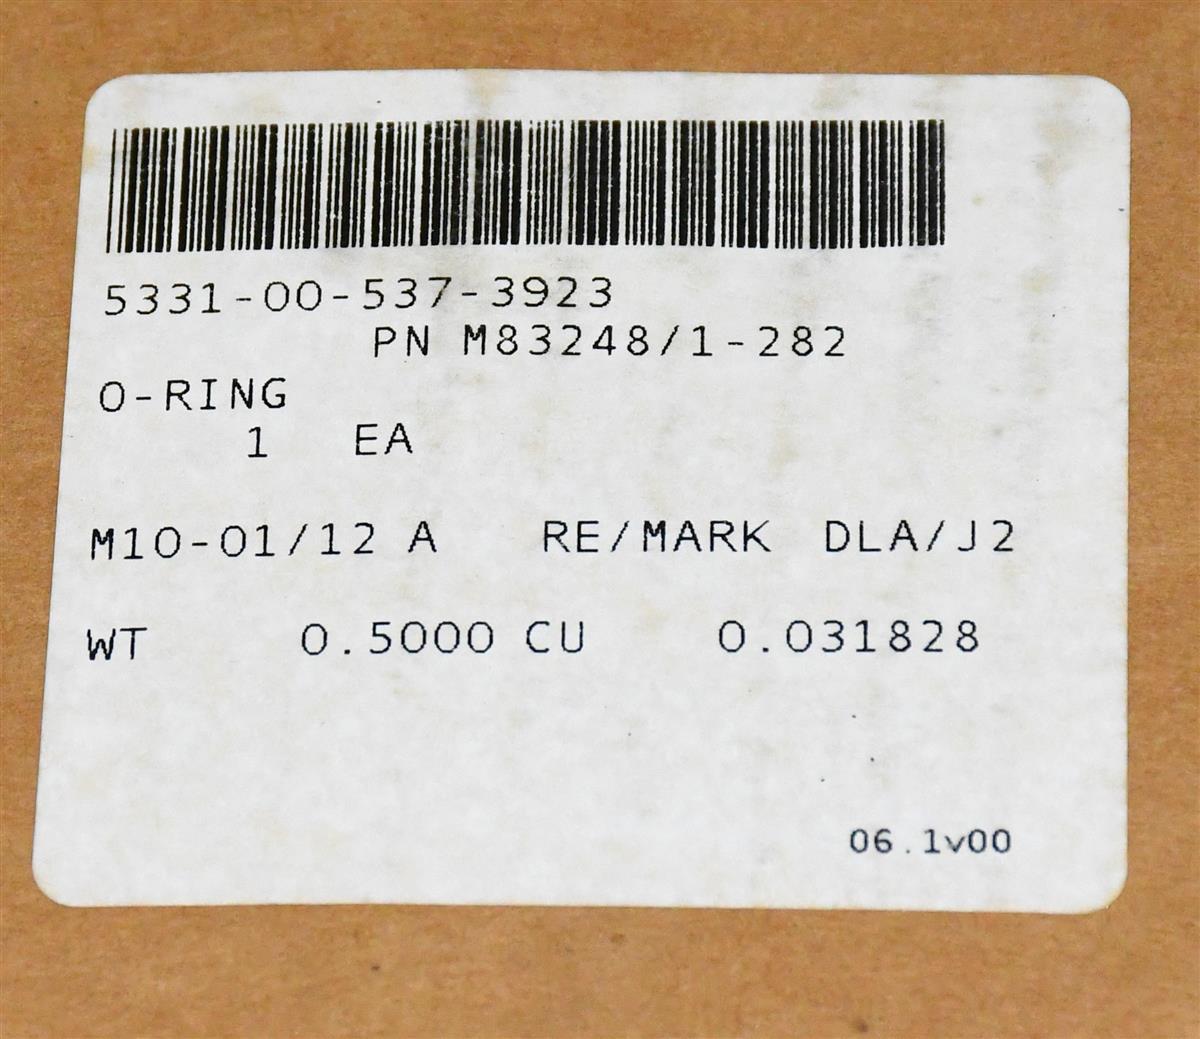 5331-00-537-3923
PN M83248/1-282
O-RING
1 EA
M10-01/12 A RE/MARK DLA/J2
WT 0.5000 CU 0.031828
06.1v00